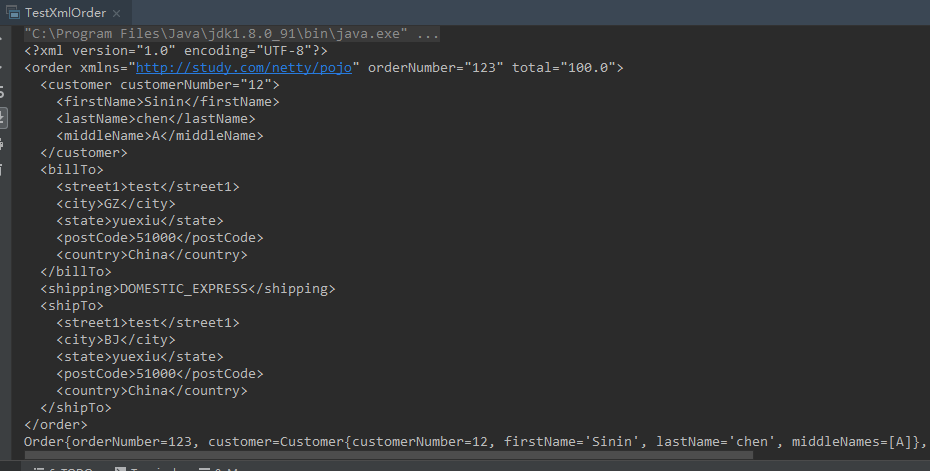 TestXmlOrder
"C:\Program Files\Java\jdk1.8.0_91\bin\java.exe" ...
<?xml version="1.0" encoding="UTF-8"?>
<order xmlns="http://study.com/netty/pojo" orderNumber="123" total="100.0">
  <customer customerNumber="12">
    <firstName>Sinin</firstName>
    <lastName>chen</lastName>
    <middleName>A</middleName>
  </customer>
  <billTo>
    <street1>test</street1>
    <city>GZ</city>
    <state>yuexiu</state>
    <postCode>51000</postCode>
    <country>China</country>
  </billTo>
  <shipping>DOMESTIC_EXPRESS</shipping>
  <shipTo>
    <street1>test</street1>
    <city>BJ</city>
    <state>yuexiu</state>
    <postCode>51000</postCode>
    <country>China</country>
  </shipTo>
</order>
Order{orderNumber=123, customer=Customer{customerNumber=12, firstName='Sinin', lastName='chen', middleNames=[A]},